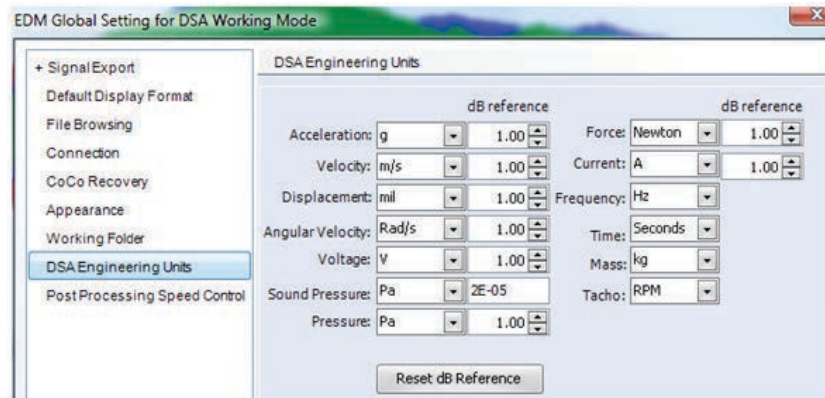 EDM Global Setting for DSA Working Mode
+ Signal Export
Default Display Format
File Browsing
Connection
CoCo Recovery
Appearance
Working Folder
DSA Engineering Units
Post Processing Speed Control
DSA Engineering Units
dB reference
dB reference
Acceleration: g 1.00
Velocity: m/s 1.00
Displacement: mil 1.00
Angular Velocity: Rad/s 1.00
Voltage: V 1.00
Sound Pressure: Pa 2E-05
Pressure: Pa 1.00
Force: Newton 1.00
Current: A 1.00
Frequency: Hz
Time: Seconds
Mass: kg
Tacho: RPM
Reset dB Reference